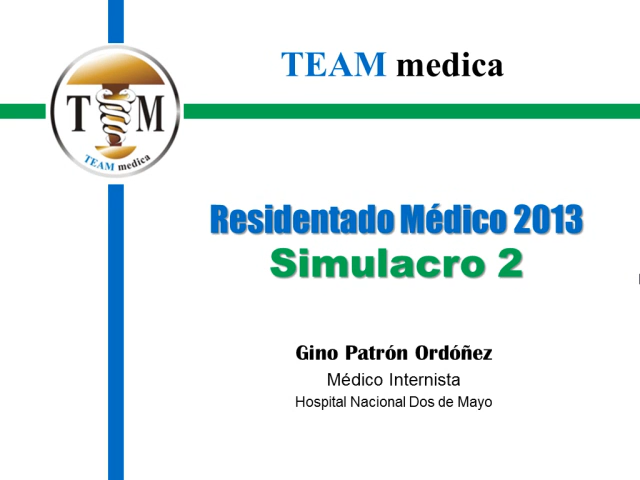 TEAM medica
T M
TEAM medica
Residentado Médico 2013
Simulacro 2
Gino Patrón Ordóñez
Médico Internista
Hospital Nacional Dos de Mayo